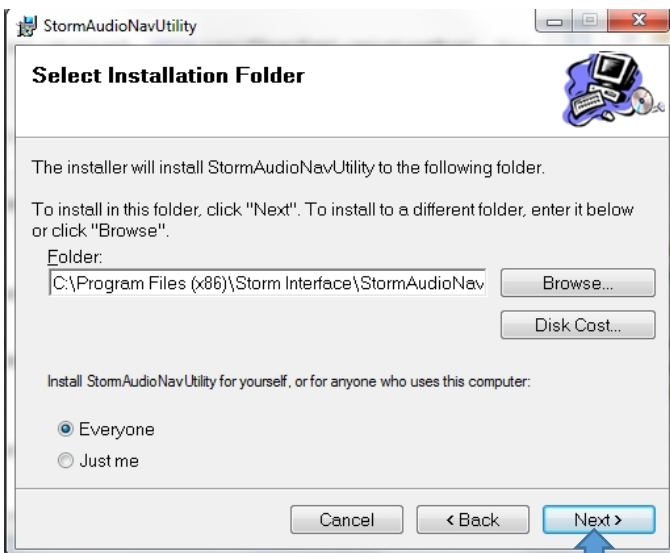 StormAudioNavUtility
Select Installation Folder
The installer will install StormAudioNavUtility to the following folder.
To install in this folder, click "Next". To install to a different folder, enter it below
or click "Browse".
Folder:
C:\Program Files (x86)\Storm Interface\StormAudioNav
Browse...
Disk Cost...
Install StormAudioNavUtility for yourself, or for anyone who uses this computer:
Everyone
Just me
Cancel
< Back
Next >